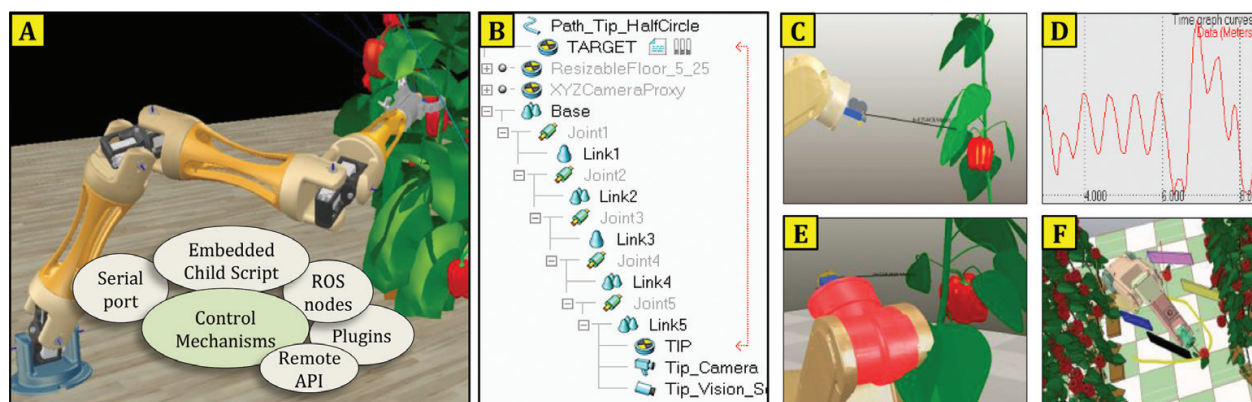 A
Embedded
Child Script
Serial
port
ROS
nodes
Control
Mechanisms
Plugins
Remote
API
B
Path_Tip_HalfCircle
TARGET
ResizableFloor_5_25
XYZCameraProxy
Base
Joint1
Link1
Joint2
Link2
Joint3
Link3
Joint4
Link4
Joint5
Link5
TIP
Tip_Camera
Tip_Vision_S
C
D
Time graph curves
Data (Meters
4.000
6.000
E
F